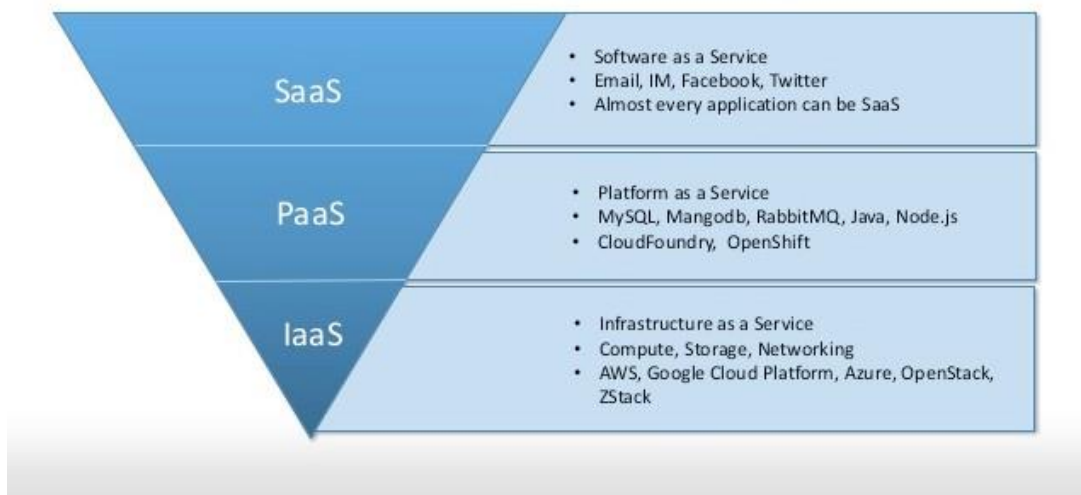 SaaS
• Software as a Service
• Email, IM, Facebook, Twitter
• Almost every application can be SaaS
PaaS
• Platform as a Service
• MySQL, Mangodb, RabbitMQ, Java, Node.js
• CloudFoundry, OpenShift
IaaS
• Infrastructure as a Service
• Compute, Storage, Networking
• AWS, Google Cloud Platform, Azure, OpenStack,
ZStack